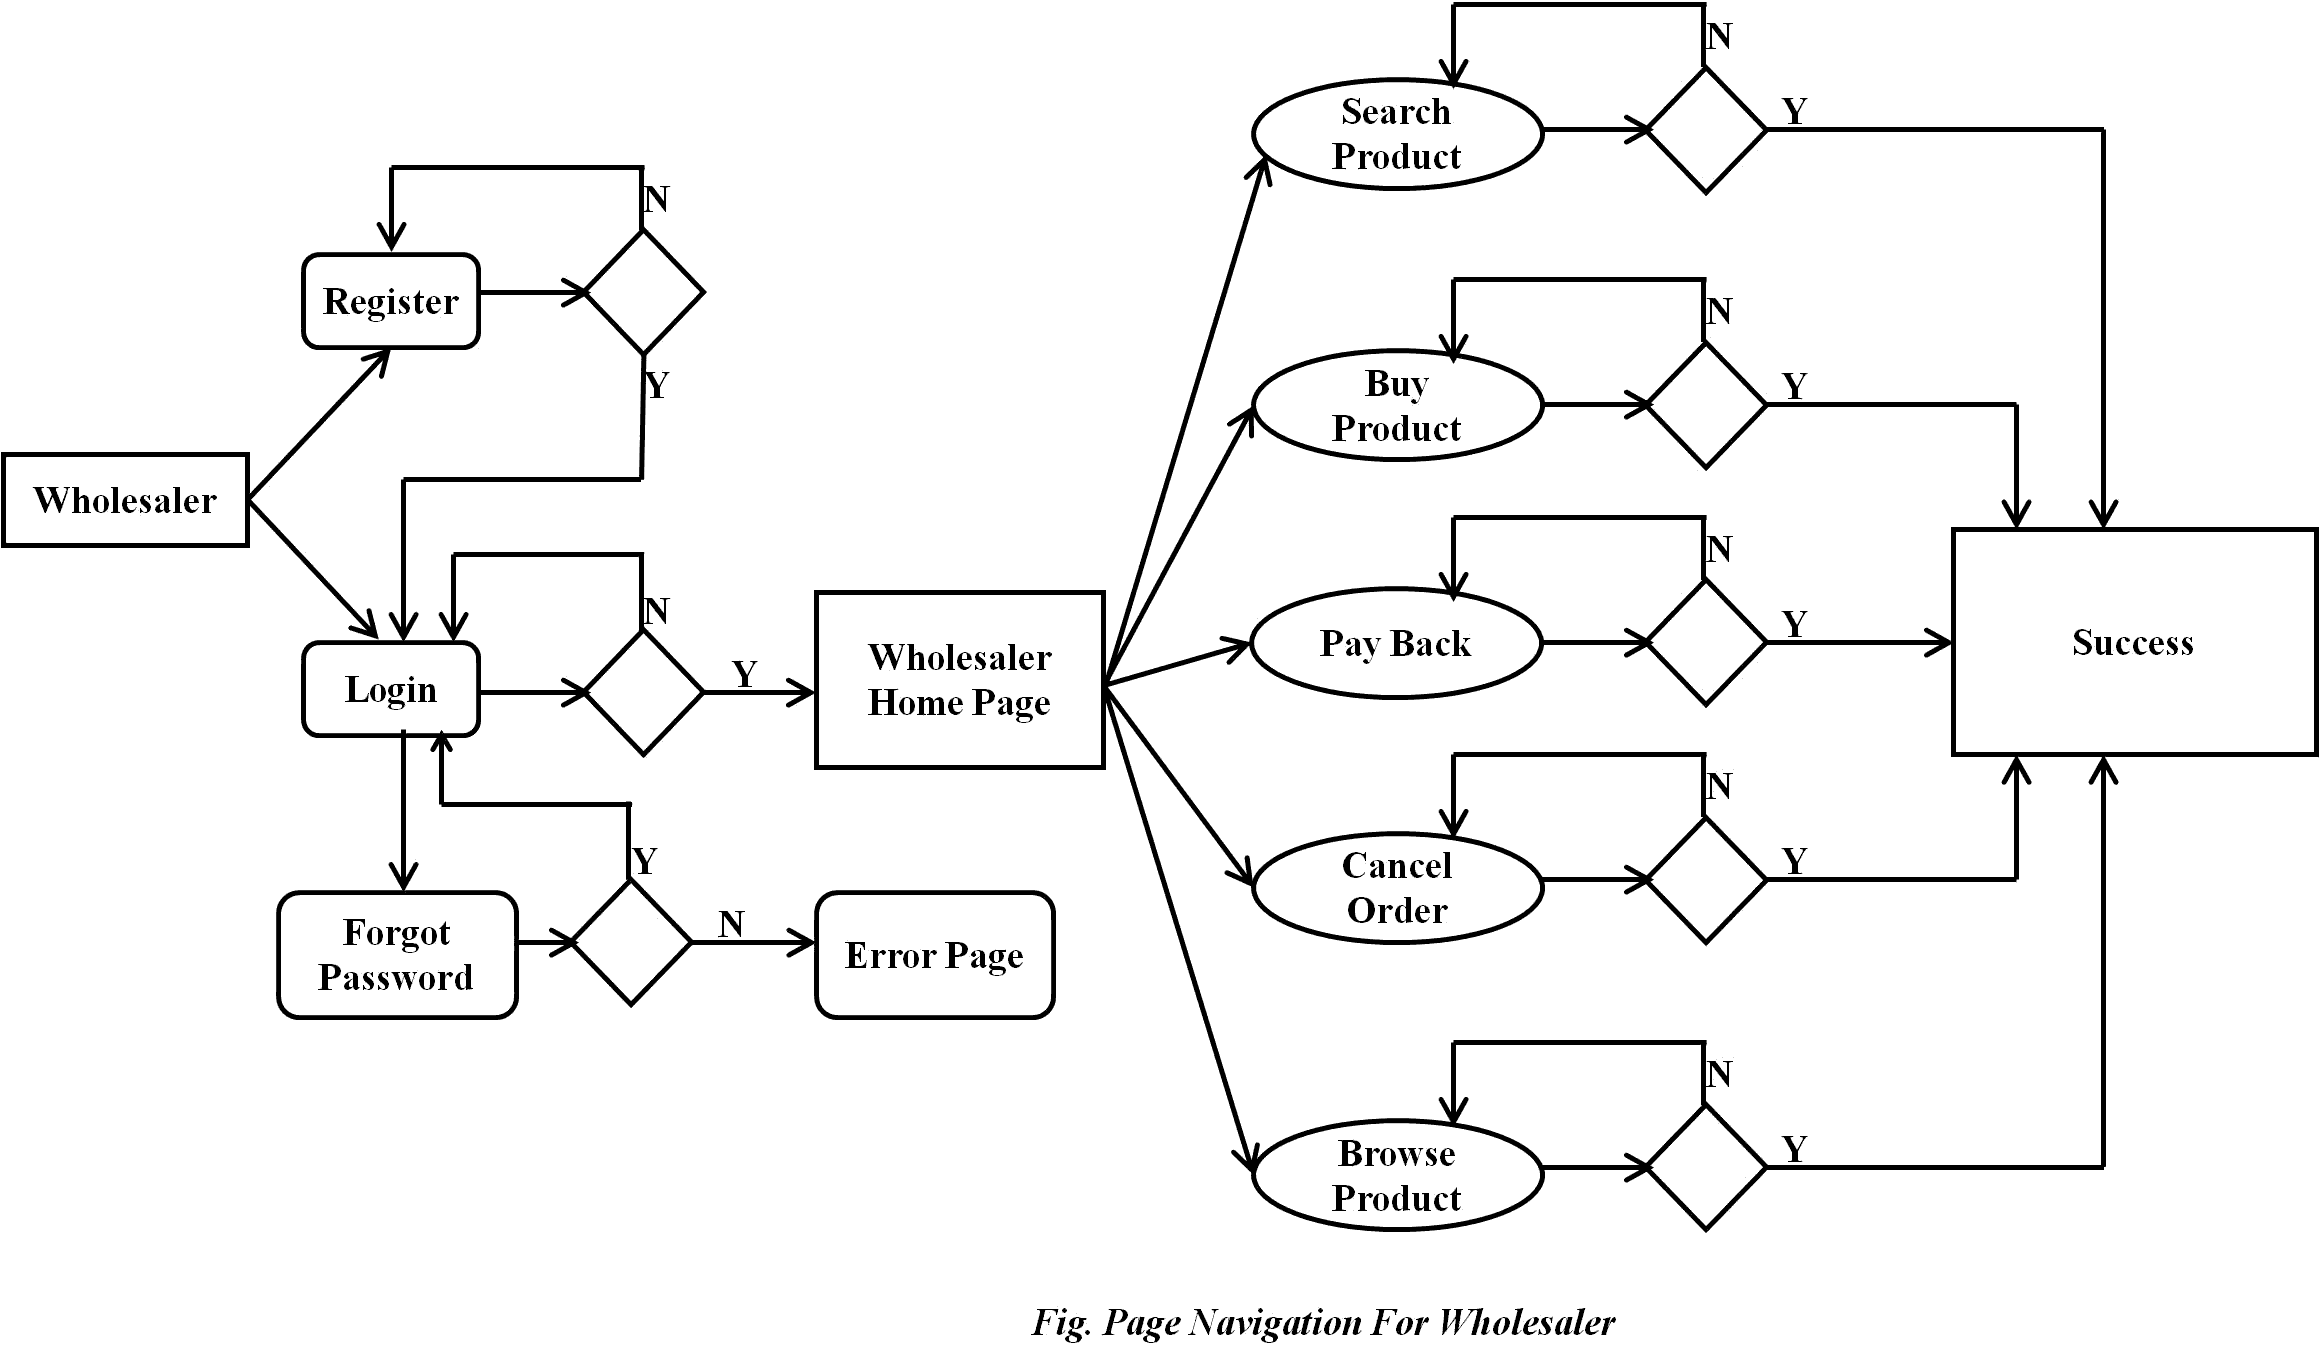 N
Search
Product
Y
N
Register
Y
N
Buy
Product
Y
Wholesaler
N
Login
Y
Wholesaler
Home Page
N
Pay Back
Y
Success
Y
Forgot
Password
N
Error Page
N
Cancel
Order
Y
N
Browse
Product
Y
Fig. Page Navigation For Wholesaler